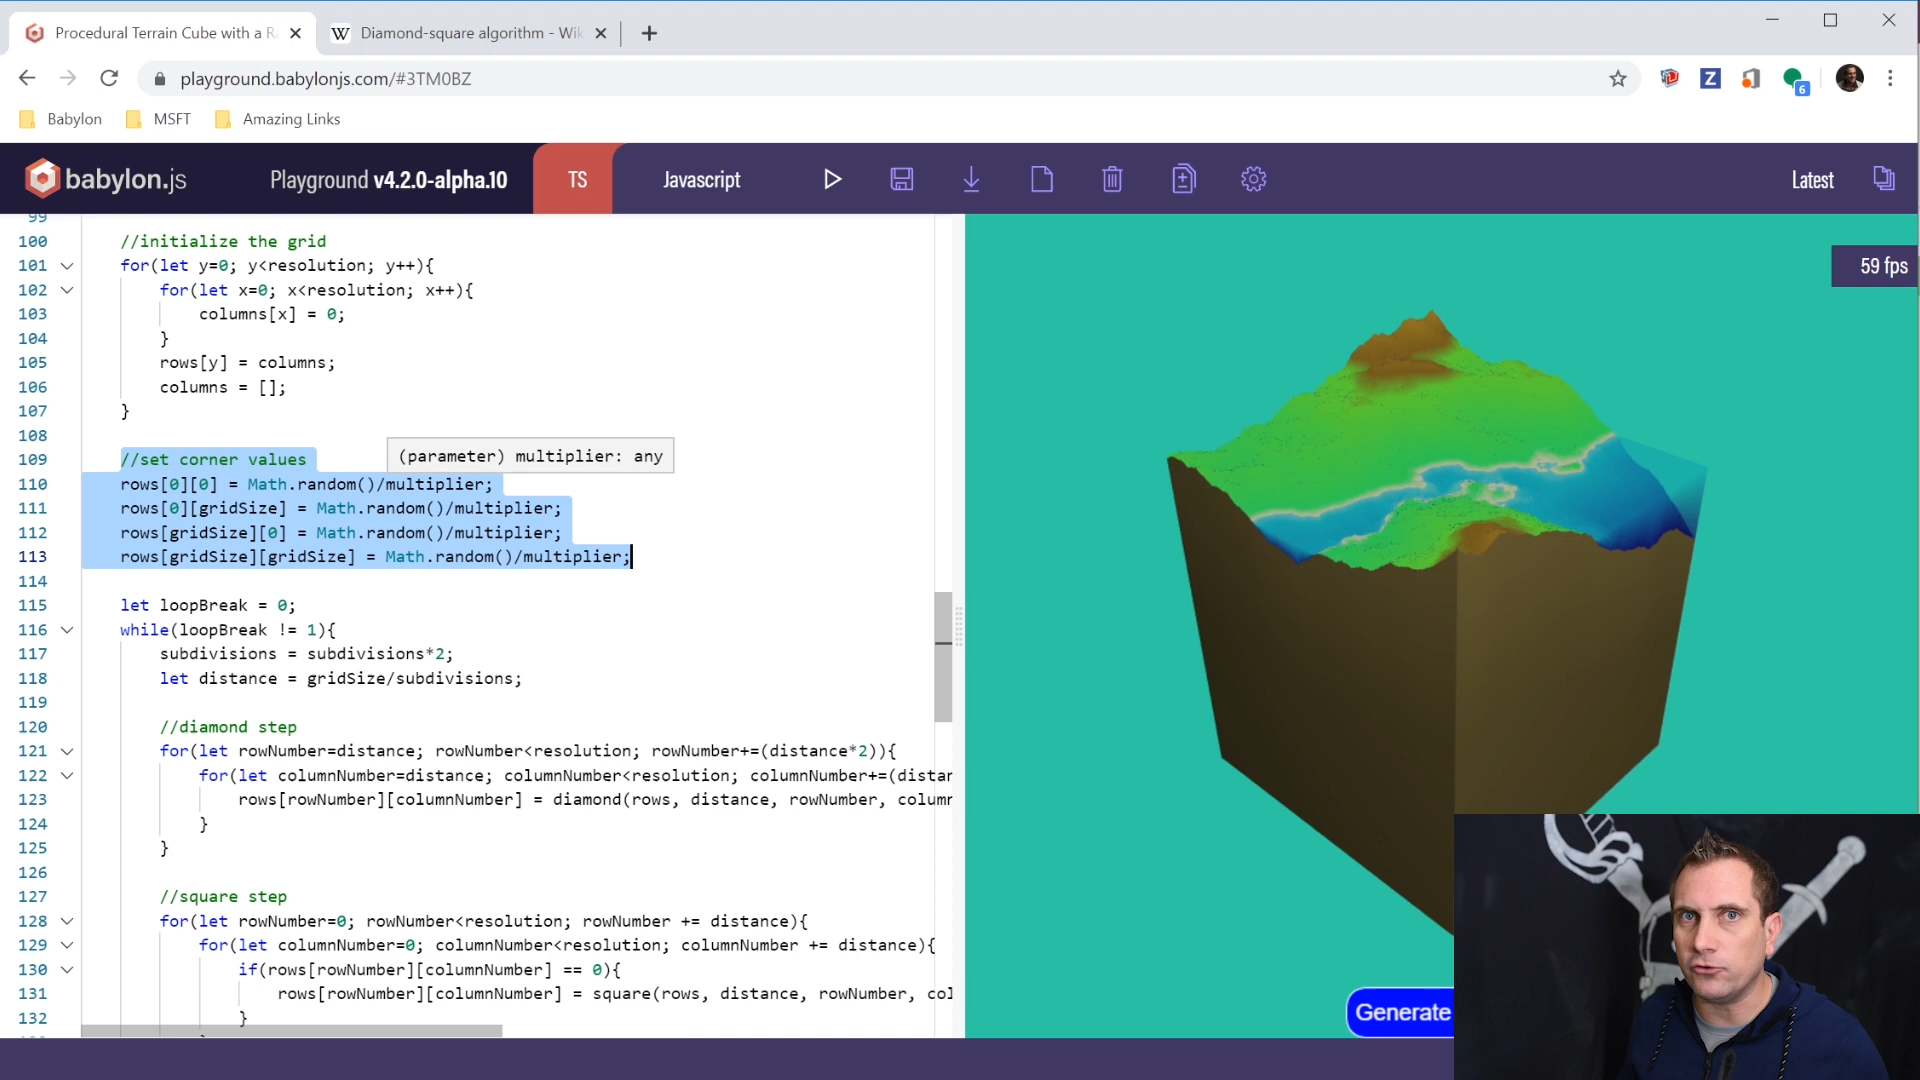 Procedural Terrain Cube with a R
Diamond-square algorithm - Wik
playground.babylonjs.com/#3TM0BZ
Z
6
Babylon
MSFT
Amazing Links
babylon.js
Playground v4.2.0-alpha.10
TS
Javascript
Latest
59 fps
99
100 //initialize the grid
101 for(let y=0; y<resolution; y++){
102 for(let x=0; x<resolution; x++){
103 columns[x] = 0;
104 }
105 rows[y] = columns;
106 columns = [];
107 }
108
109 //set corner values
(parameter) multiplier: any
110 rows[0][0] = Math.random()/multiplier;
111 rows[0][gridSize] = Math.random()/multiplier;
112 rows[gridSize][0] = Math.random()/multiplier;
113 rows[gridSize][gridSize] = Math.random()/multiplier;
114
115 let loopBreak = 0;
116 while(loopBreak != 1){
117 subdivisions = subdivisions*2;
118 let distance = gridSize/subdivisions;
119
120 //diamond step
121 for(let rowNumber=distance; rowNumber<resolution; rowNumber+=(distance*2)){
122 for(let columnNumber=distance; columnNumber<resolution; columnNumber+=(distan
123 rows[rowNumber][columnNumber] = diamond(rows, distance, rowNumber, column
124 }
125 }
126
127 //square step
128 for(let rowNumber=0; rowNumber<resolution; rowNumber += distance){
129 for(let columnNumber=0; columnNumber<resolution; columnNumber += distance){
130 if(rows[rowNumber][columnNumber] == 0){
131 rows[rowNumber][columnNumber] = square(rows, distance, rowNumber, col
132 }
Generate